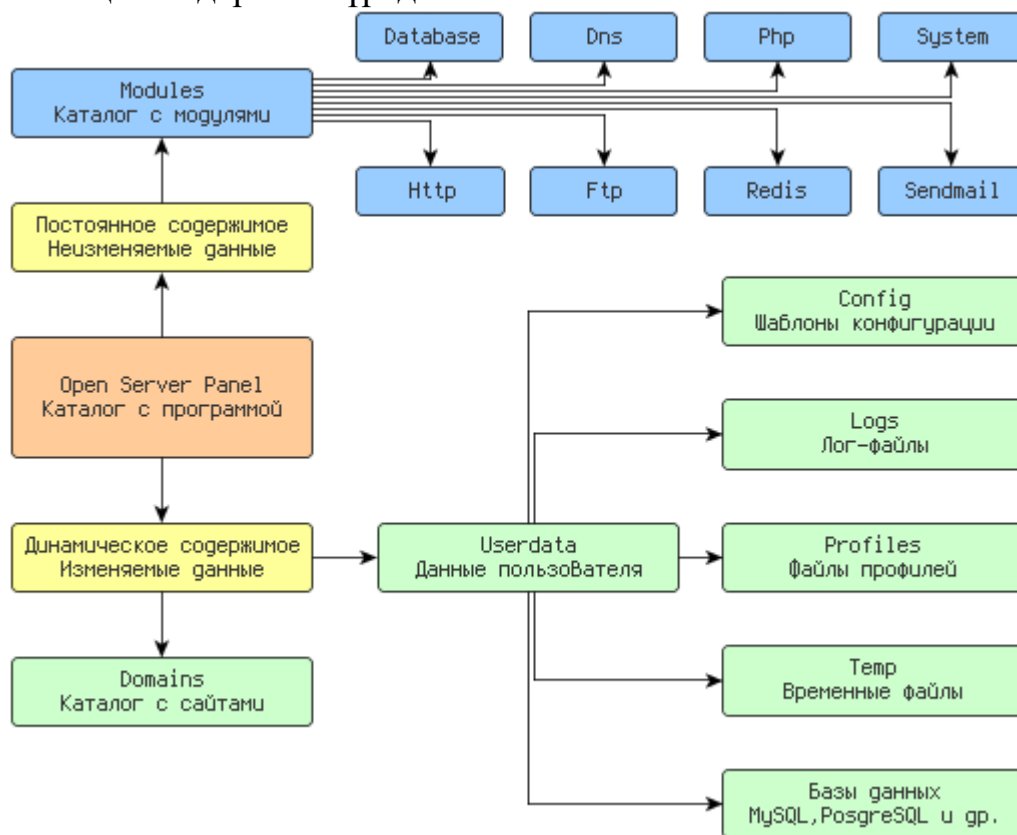 Database
Dns
Php
System
Modules
Каталог с модулями
Http
Ftp
Redis
Sendmail
Постоянное содержимое
Неизменяемые данные
Config
Шаблоны конфигурации
Open Server Panel
Каталог с программой
Logs
Лог-файлы
Динамическое содержимое
Изменяемые данные
Userdata
Данные пользователя
Profiles
Файлы профилей
Domains
Каталог с сайтами
Temp
Временные файлы
Базы данных
MySQL,PosgreSQL и др.